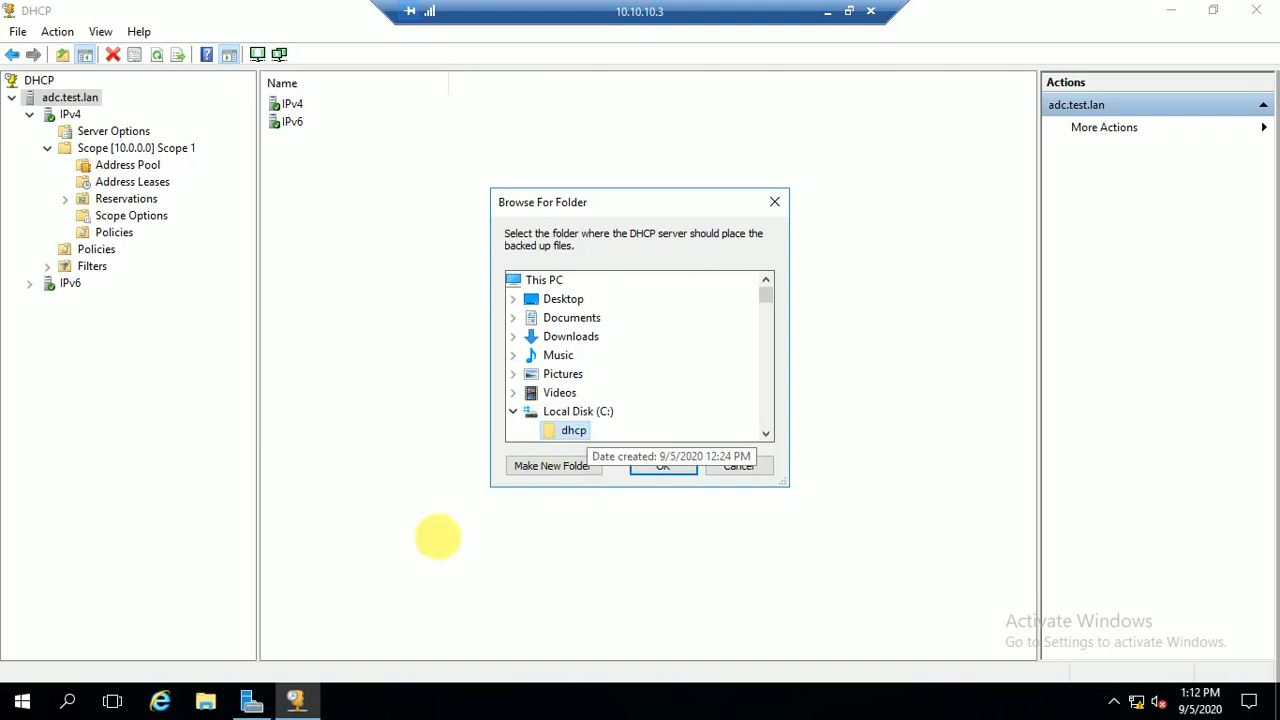 DHCP
10.10.10.3
File Action View Help
DHCP
adc.test.lan
IPv4
Server Options
Scope [10.0.0.0] Scope 1
Address Pool
Address Leases
Reservations
Scope Options
Policies
Policies
Filters
IPv6
Name
IPv4
IPv6
Actions
adc.test.lan
More Actions
Browse For Folder
Select the folder where the DHCP server should place the
backed up files.
This PC
Desktop
Documents
Downloads
Music
Pictures
Videos
Local Disk (C:)
dhcp
Date created: 9/5/2020 12:24 PM
Make New Folder OK Cancel
Activate Windows
Go to Settings to activate Windows.
1:12 PM
9/5/2020